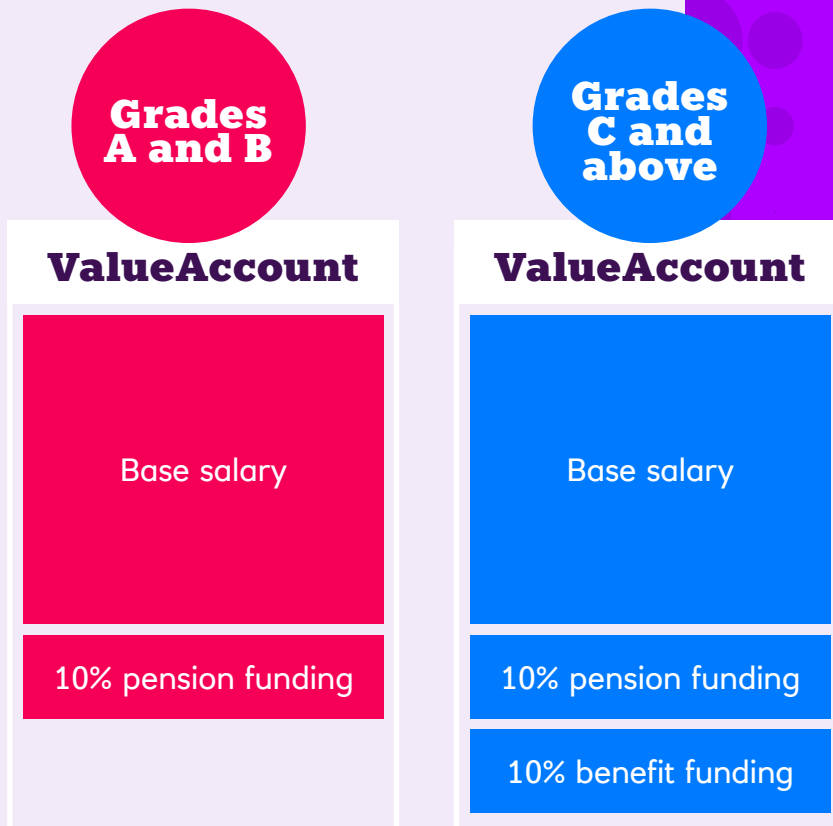 Grades
A and B
ValueAccount
Base salary
10% pension funding
Grades
C and
above
ValueAccount
Base salary
10% pension funding
10% benefit funding